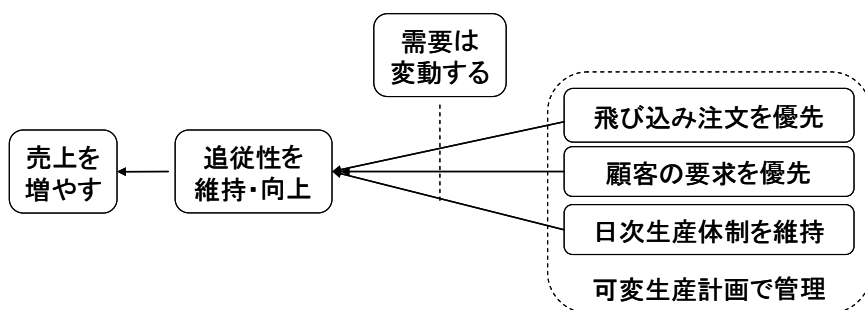 需要は
変動する
飛び込み注文を優先
売上を
増やす
追従性を
維持・向上
顧客の要求を優先
日次生産体制を維持
可変生産計画で管理